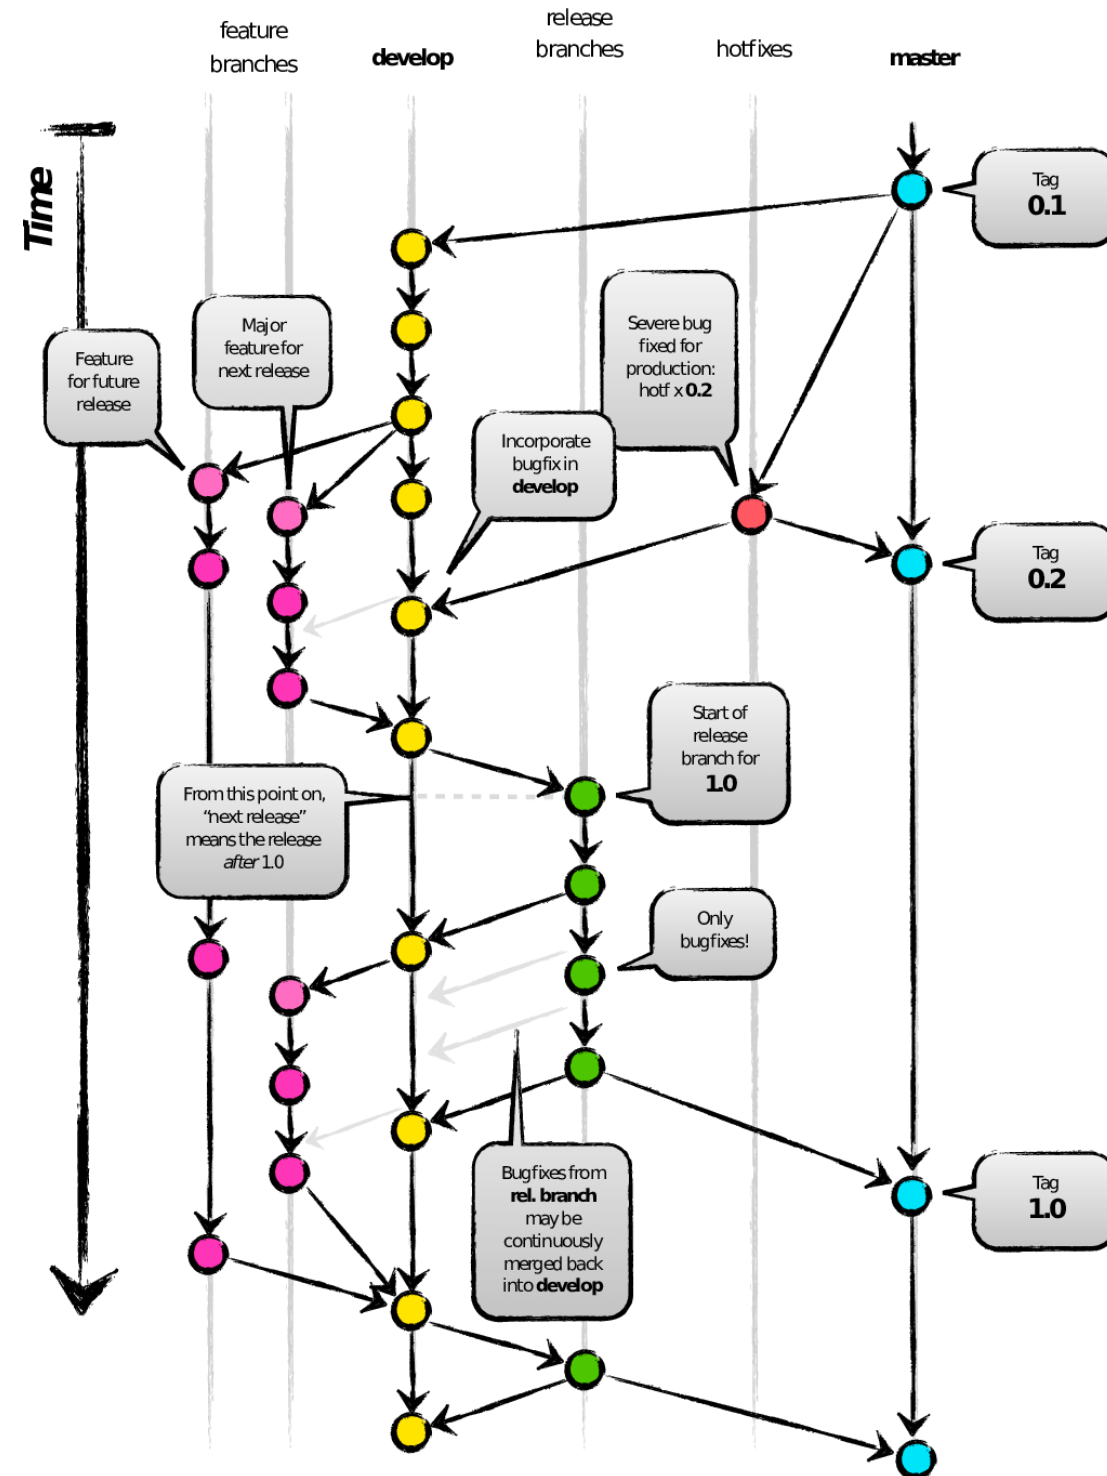 feature
branches
develop
release
branches
hotfixes
master
Time
Tag
0.1
Severe bug
fixed for
production:
hotf x 0.2
Major
feature for
next release
Feature
for future
release
Incorporate
bugfix in
develop
Tag
0.2
Start of
release
branch for
1.0
From this point on,
“next release”
means the release
after 1.0
Only
bugfixes!
Bugfixes from
rel. branch
may be
continuously
merged back
into develop
Tag
1.0